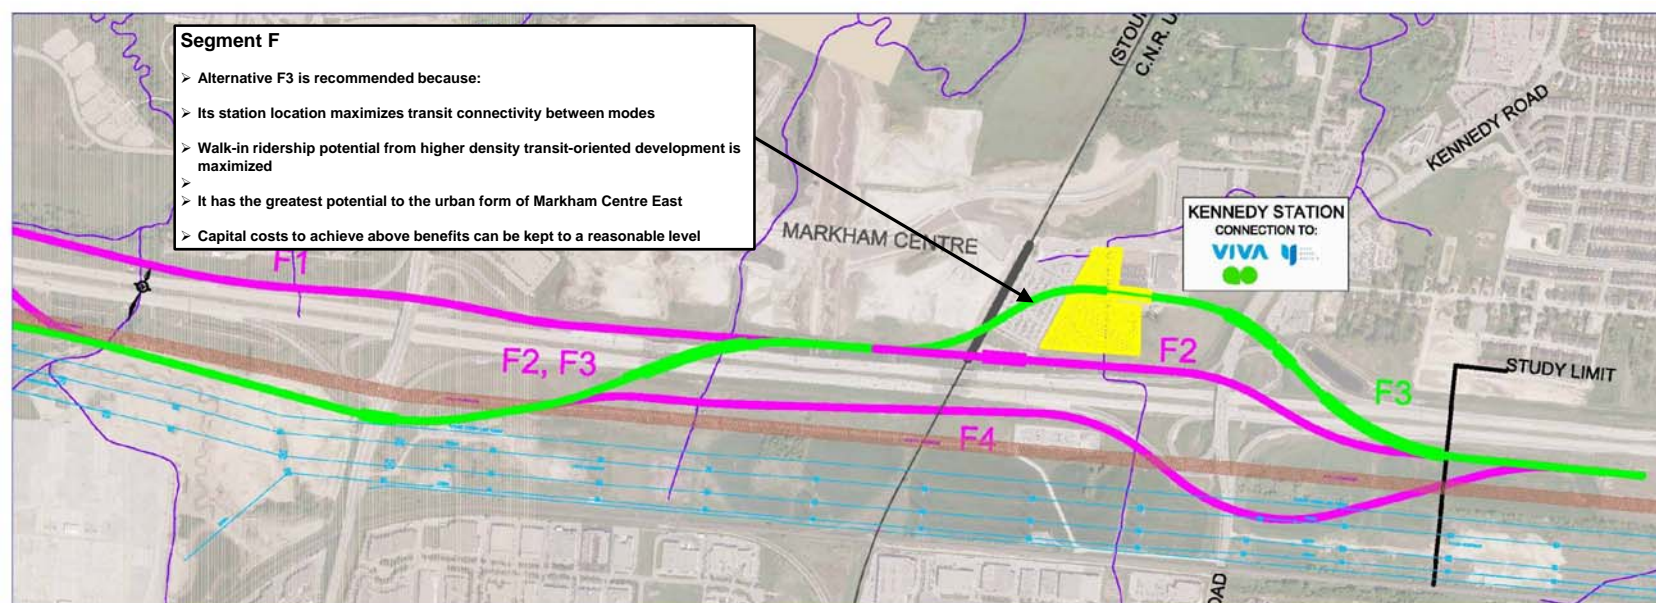 Segment F
➢ Alternative F3 is recommended because:
➢ Its station location maximizes transit connectivity between modes
➢ Walk-in ridership potential from higher density transit-oriented development is
maximized
➢
➢ It has the greatest potential to the urban form of Markham Centre East
➢ Capital costs to achieve above benefits can be kept to a reasonable level
(STOU
C.N.R. U
KENNEDY ROAD
KENNEDY STATION
CONNECTION TO:
VIVA
GO
MARKHAM CENTRE
F1
F2, F3
F2
F3
F4
STUDY LIMIT
OAD